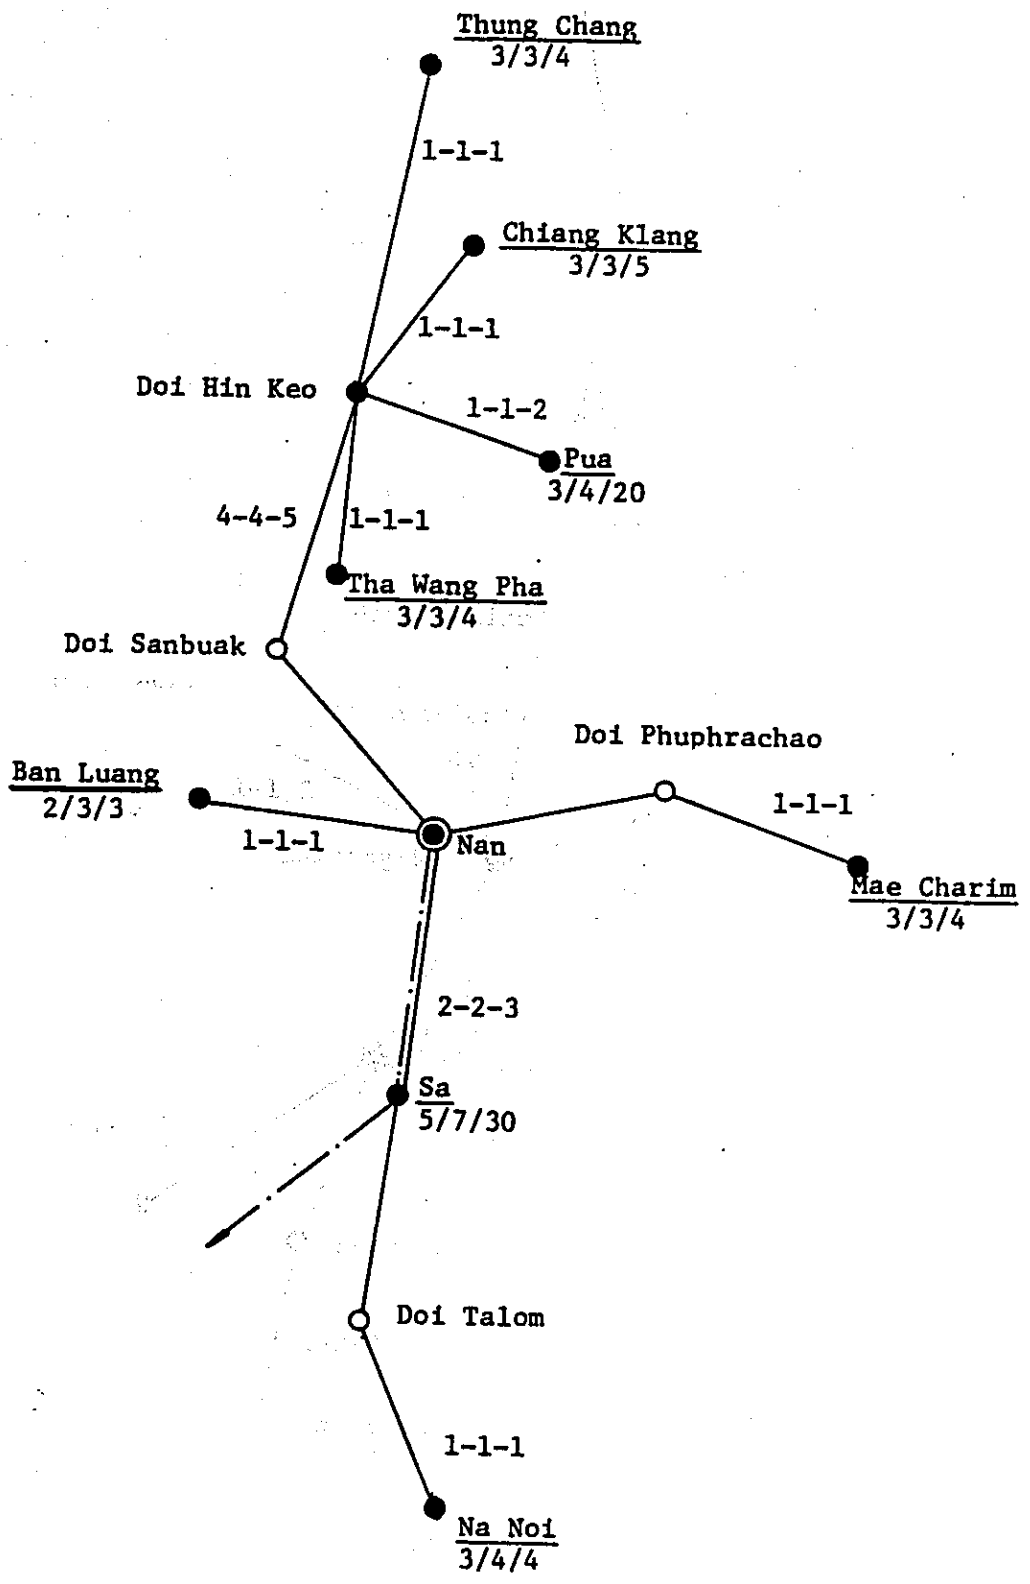 Thung Chang
3/3/4
1-1-1
Chiang Klang
3/3/5
1-1-1
Doi Hin Keo
1-1-2
Pua
3/4/20
4-4-5
1-1-1
Tha Wang Pha
3/3/4
Doi Sanbuak
Doi Phuphrachao
Ban Luang
2/3/3
1-1-1
1-1-1
Nan
Mae Charim
3/3/4
2-2-3
Sa
5/7/30
Doi Talom
1-1-1
Na Noi
3/4/4